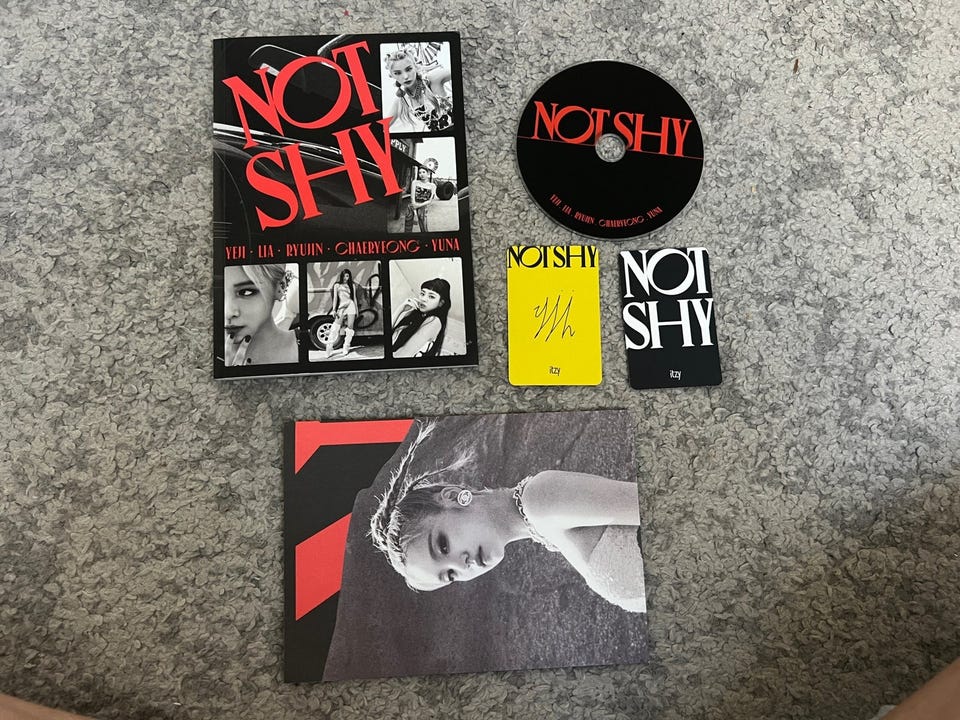 NOT
SHY
YEJI · LIA · RYUJIN · CHAERYEONG · YUNA
NOT SHY
YEJI LIA RYUJIN CHAERYEONG YUNA
NOT SHY
itzy
NOT
SHY
itzy